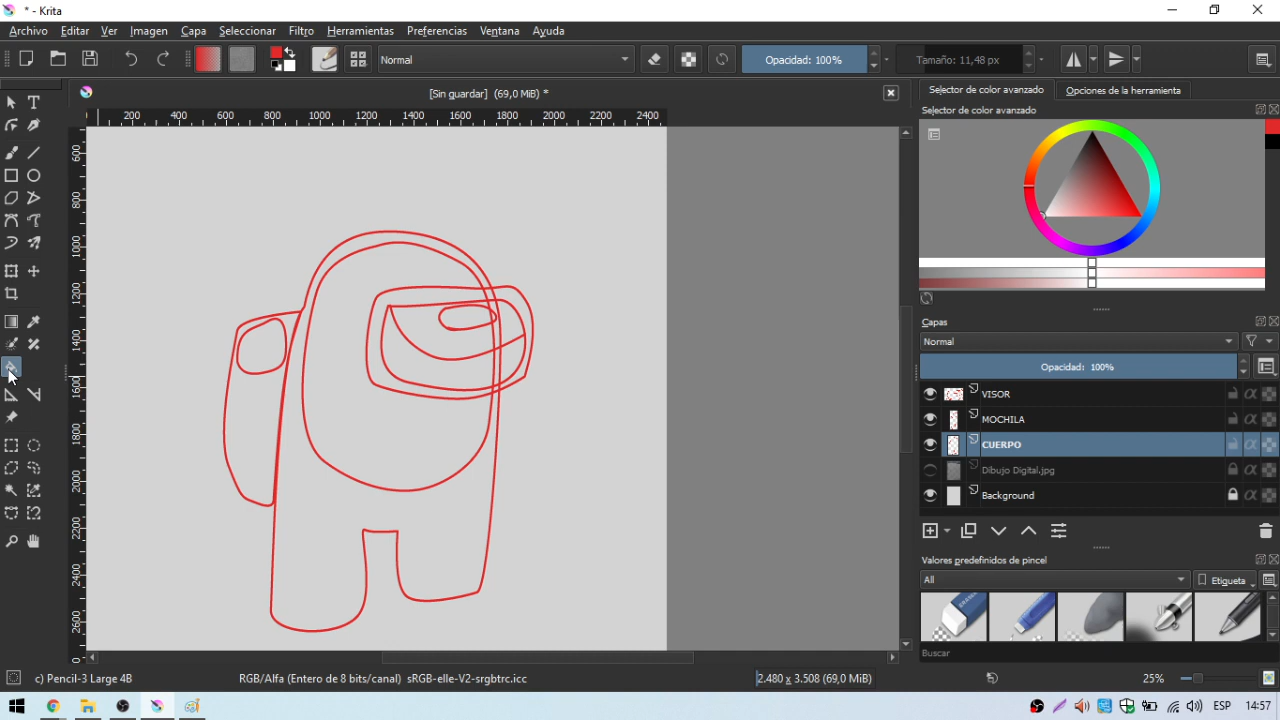 * - Krita
Archivo Editar Ver Imagen Capa Seleccionar Filtro Herramientas Preferencias Ventana Ayuda
Normal Opacidad: 100% Tamaño: 11,48 px
[Sin guardar] (69,0 MiB) *
Selector de color avanzado Opciones de la herramienta
Selector de color avanzado
200 400 600 800 1000 1200 1400 1600 1800 2000 2200 2400
600
800
1000
1200
1400
1600
1800
2000
2200
2400
2600
Capas
Normal
Opacidad: 100%
VISOR
MOCHILA
CUERPO
Dibujo Digital.jpg
Background
Valores predefinidos de pincel
All Etiqueta
Buscar
c) Pencil-3 Large 4B RGB/Alfa (Entero de 8 bits/canal) sRGB-elle-V2-srgbtrc.icc 2.480 x 3.508 (69,0 MiB) 25%
ESP 14:57